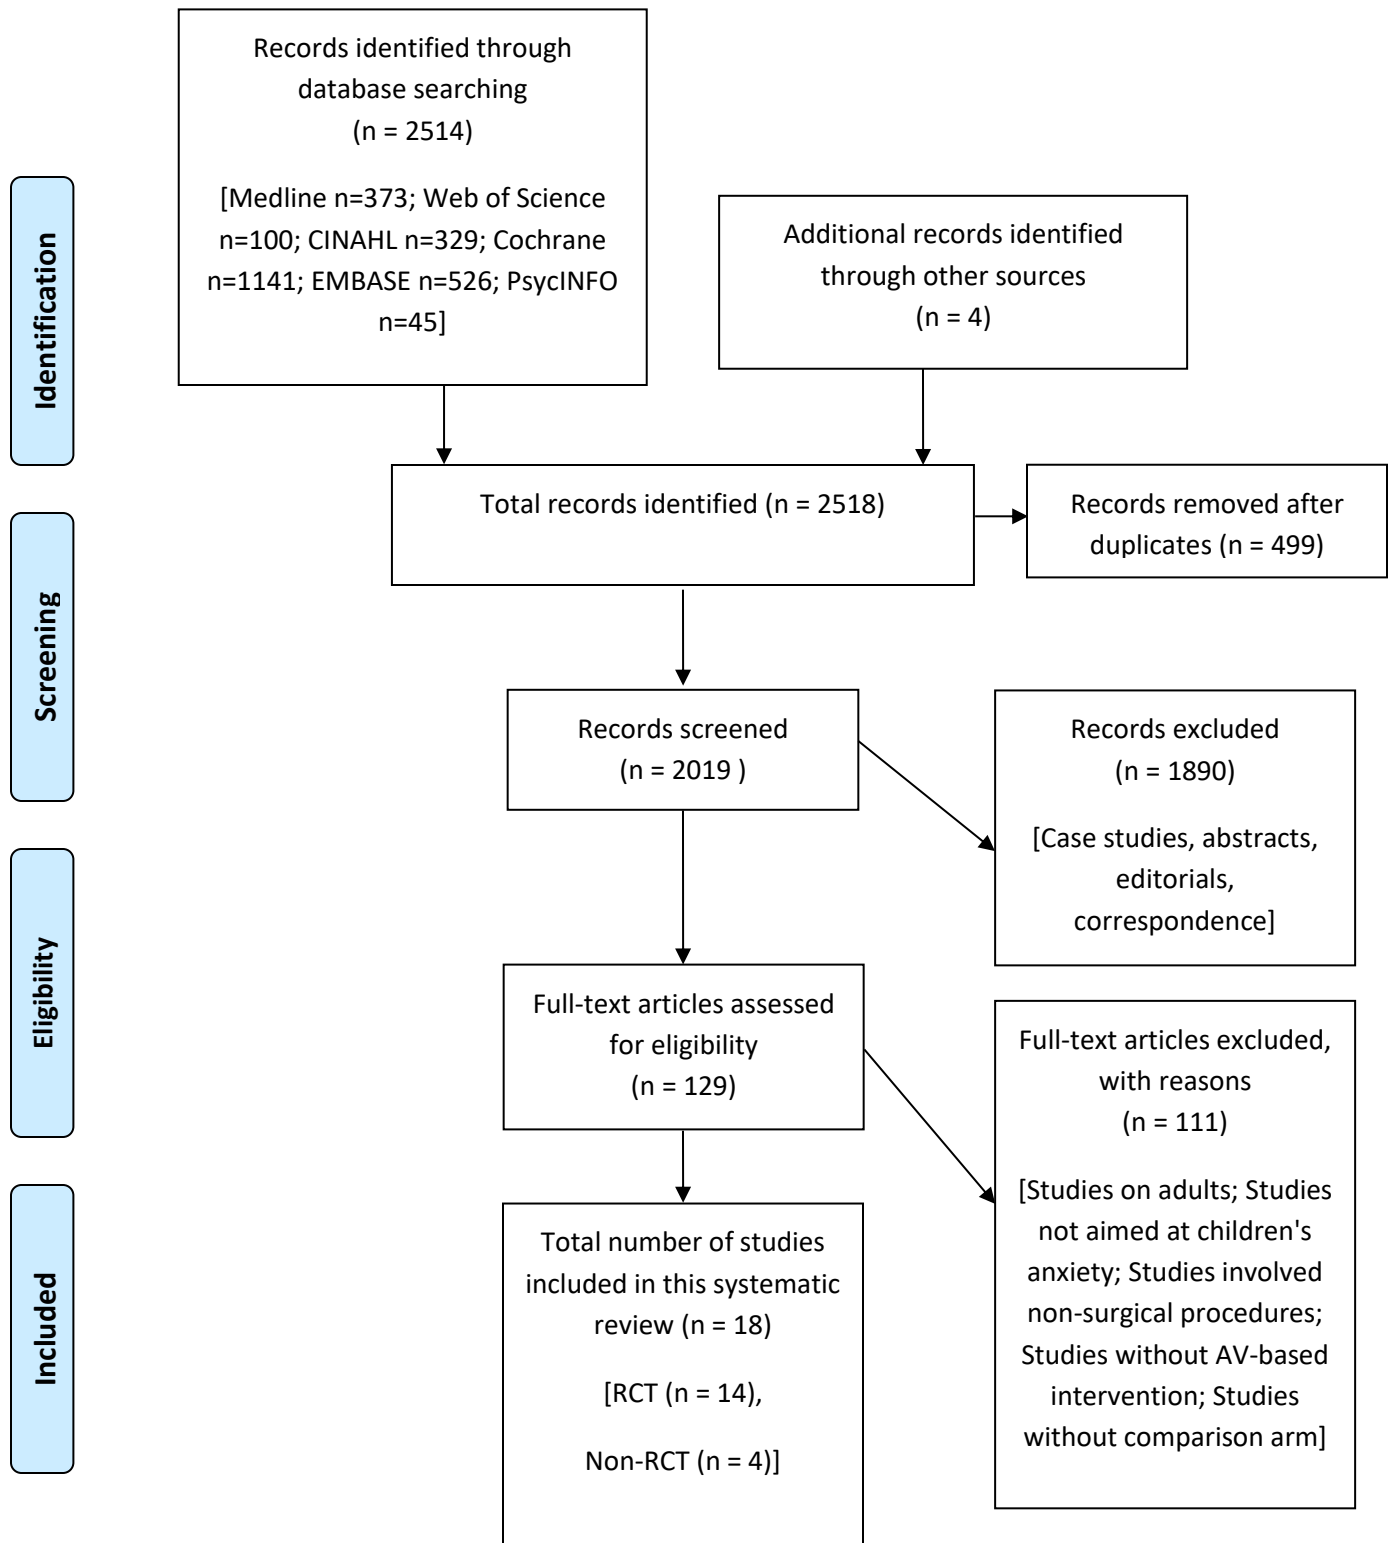 Records identified through
database searching
(n = 2514)
[Medline n=373; Web of Science
n=100; CINAHL n=329; Cochrane
n=1141; EMBASE n=526; PsycINFO
n=45]
Additional records identified
through other sources
(n = 4)
Identification
Total records identified (n = 2518)
Records removed after
duplicates (n = 499)
Screening
Records screened
(n = 2019 )
Records excluded
(n = 1890)
[Case studies, abstracts,
editorials,
correspondence]
Eligibility
Full-text articles assessed
for eligibility
(n = 129)
Full-text articles excluded,
with reasons
(n = 111)
[Studies on adults; Studies
not aimed at children's
anxiety; Studies involved
non-surgical procedures;
Studies without AV-based
intervention; Studies
without comparison arm]
Included
Total number of studies
included in this systematic
review (n = 18)
[RCT (n = 14),
Non-RCT (n = 4)]